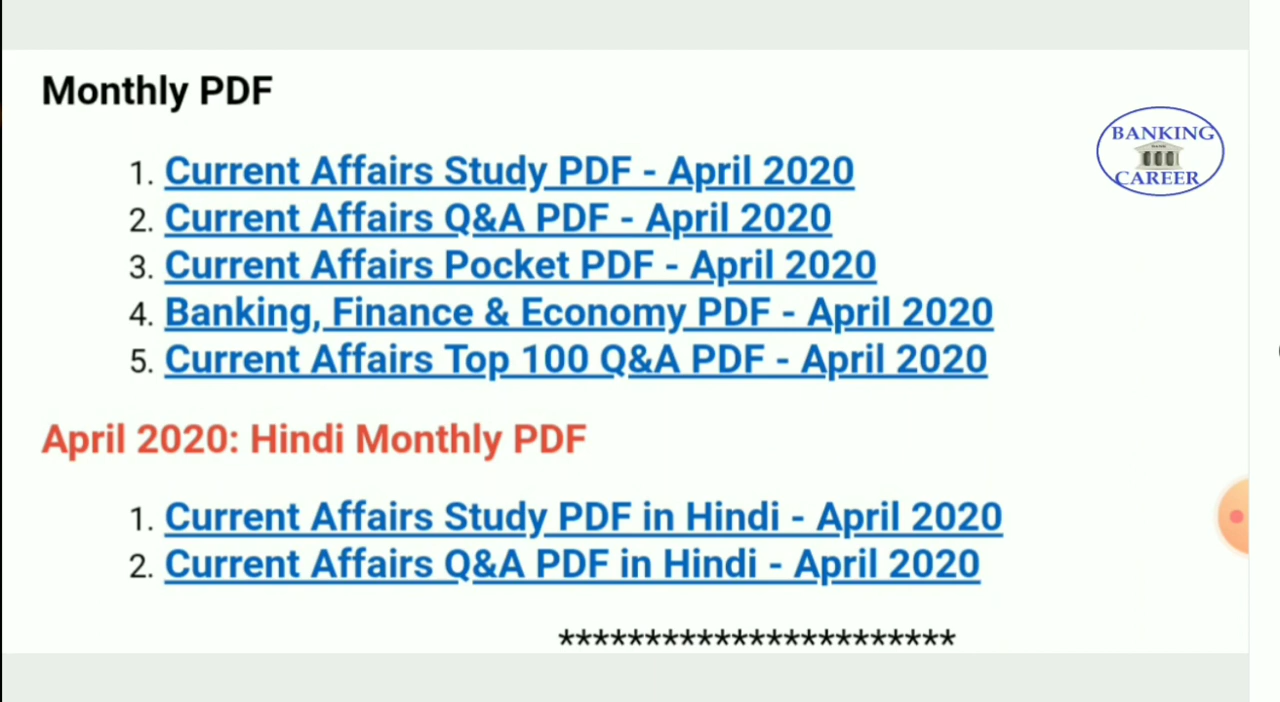 Monthly PDF
BANKING
CAREER
1. Current Affairs Study PDF - April 2020
2. Current Affairs Q&A PDF - April 2020
3. Current Affairs Pocket PDF - April 2020
4. Banking, Finance & Economy PDF - April 2020
5. Current Affairs Top 100 Q&A PDF - April 2020
April 2020: Hindi Monthly PDF
1. Current Affairs Study PDF in Hindi - April 2020
2. Current Affairs Q&A PDF in Hindi - April 2020
***********************